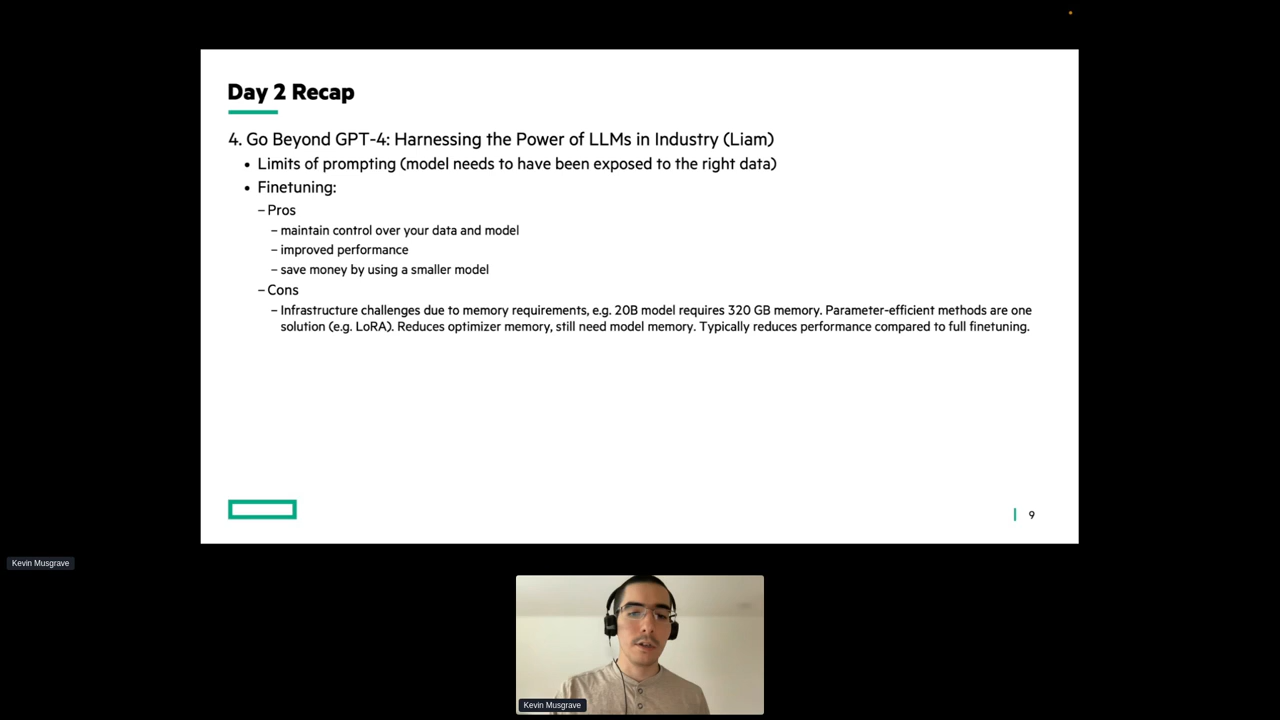 Day 2 Recap
4. Go Beyond GPT-4: Harnessing the Power of LLMs in Industry (Liam)
• Limits of prompting (model needs to have been exposed to the right data)
• Finetuning:
– Pros
– maintain control over your data and model
– improved performance
– save money by using a smaller model
– Cons
– Infrastructure challenges due to memory requirements, e.g. 20B model requires 320 GB memory. Parameter-efficient methods are one
solution (e.g. LoRA). Reduces optimizer memory, still need model memory. Typically reduces performance compared to full finetuning.
9
Kevin Musgrave
Kevin Musgrave